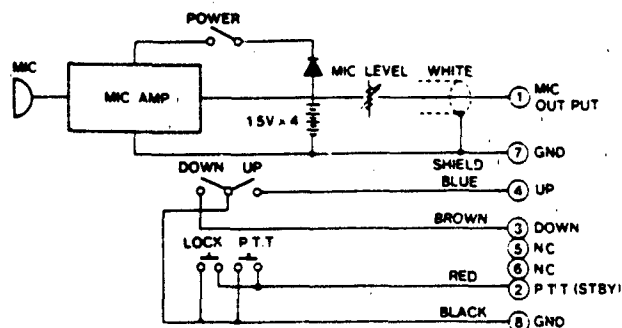 POWER
MIC
MIC AMP
MIC LEVEL
WHITE
1 MIC OUT PUT
1.5V × 4
7 GND
SHIELD
DOWN UP
BLUE
4 UP
BROWN
3 DOWN
LOCK P.T.T
5 NC
6 NC
RED
2 P T T (STBY)
BLACK
8 GND